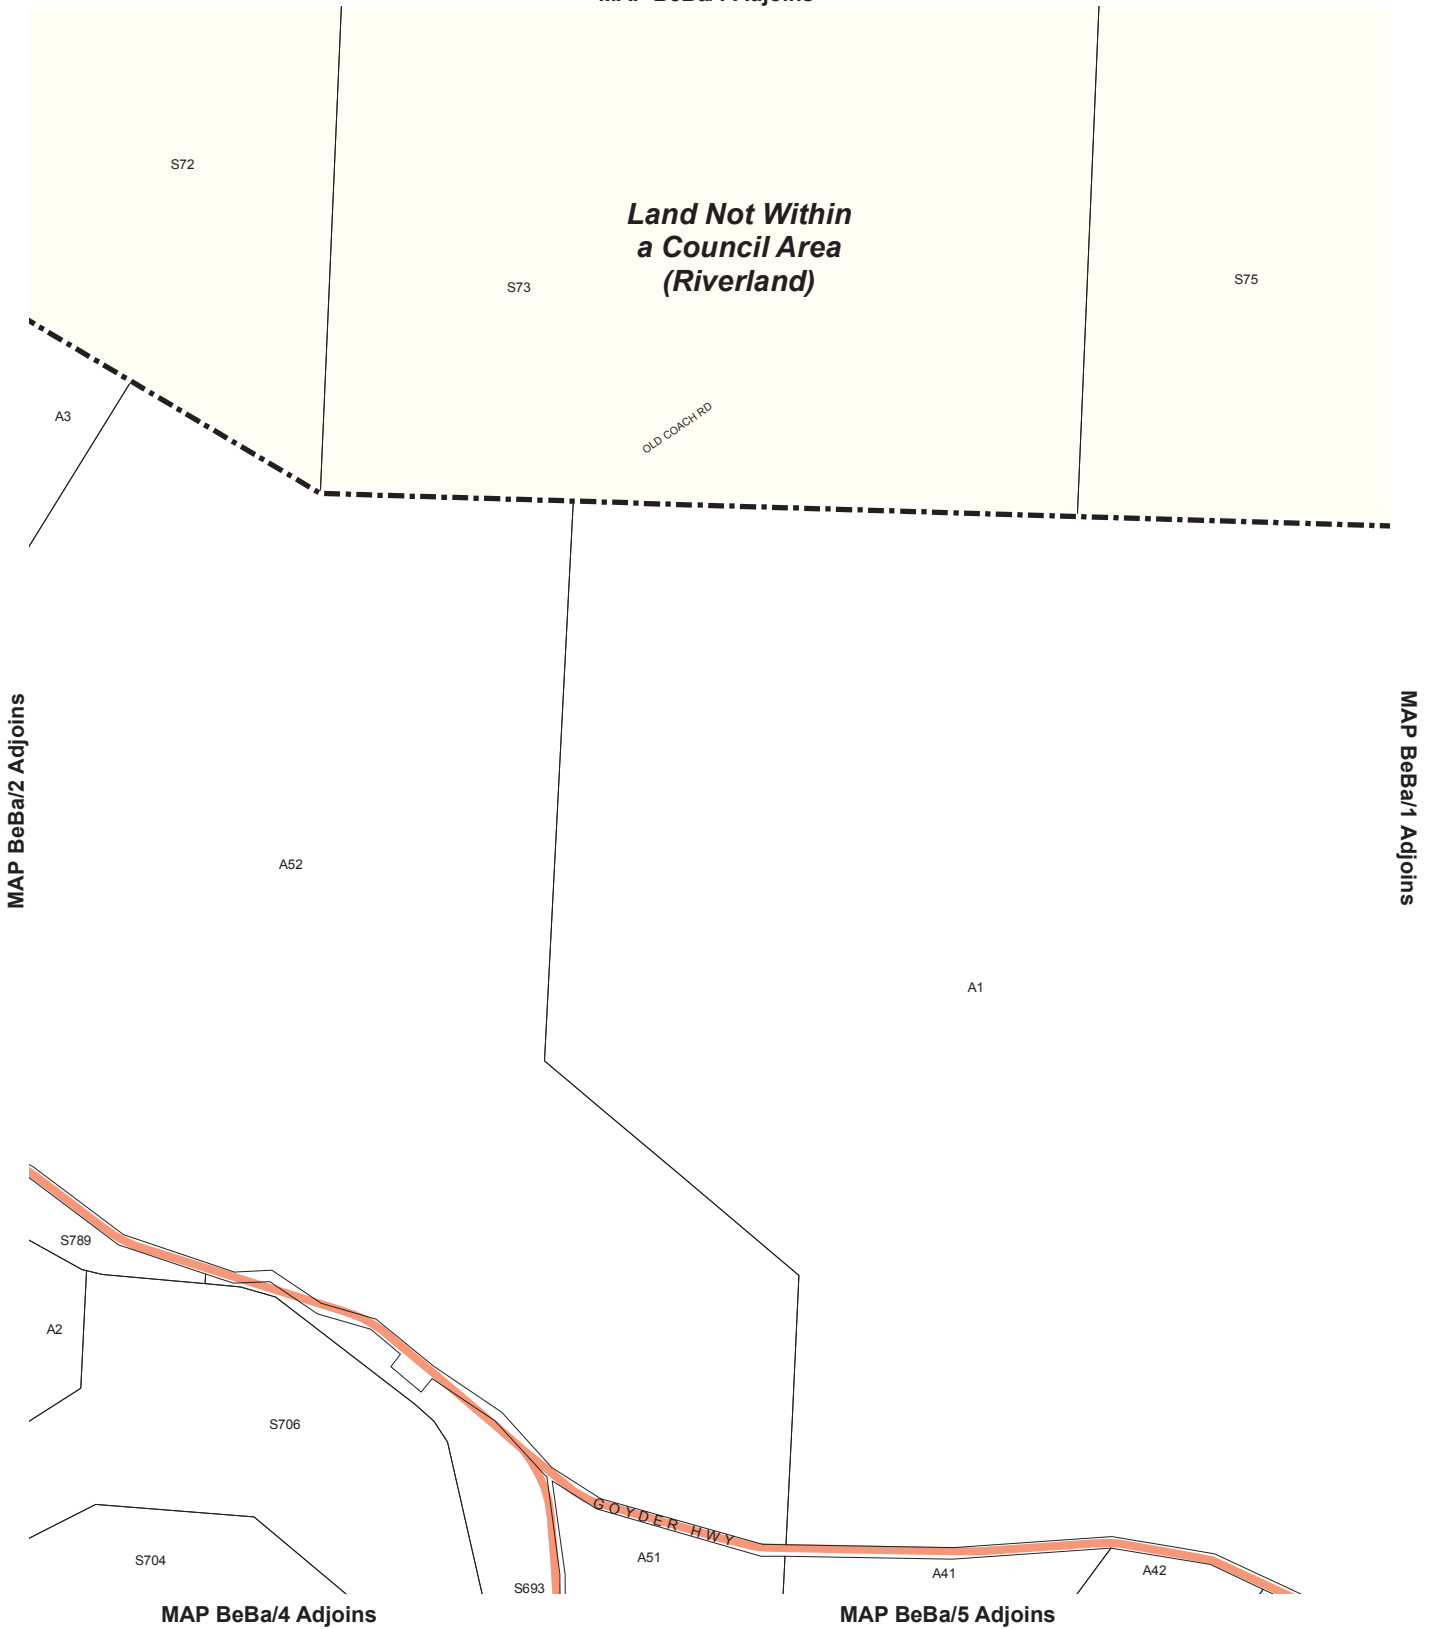 S72
Land Not Within
a Council Area
(Riverland)
S73
S75
OLD COACH RD
A3
MAP BeBa/2 Adjoins
MAP BeBa/1 Adjoins
A52
A1
S789
A2
S706
GOYDER HWY
S704
A51
A41
A42
S693
MAP BeBa/4 Adjoins
MAP BeBa/5 Adjoins